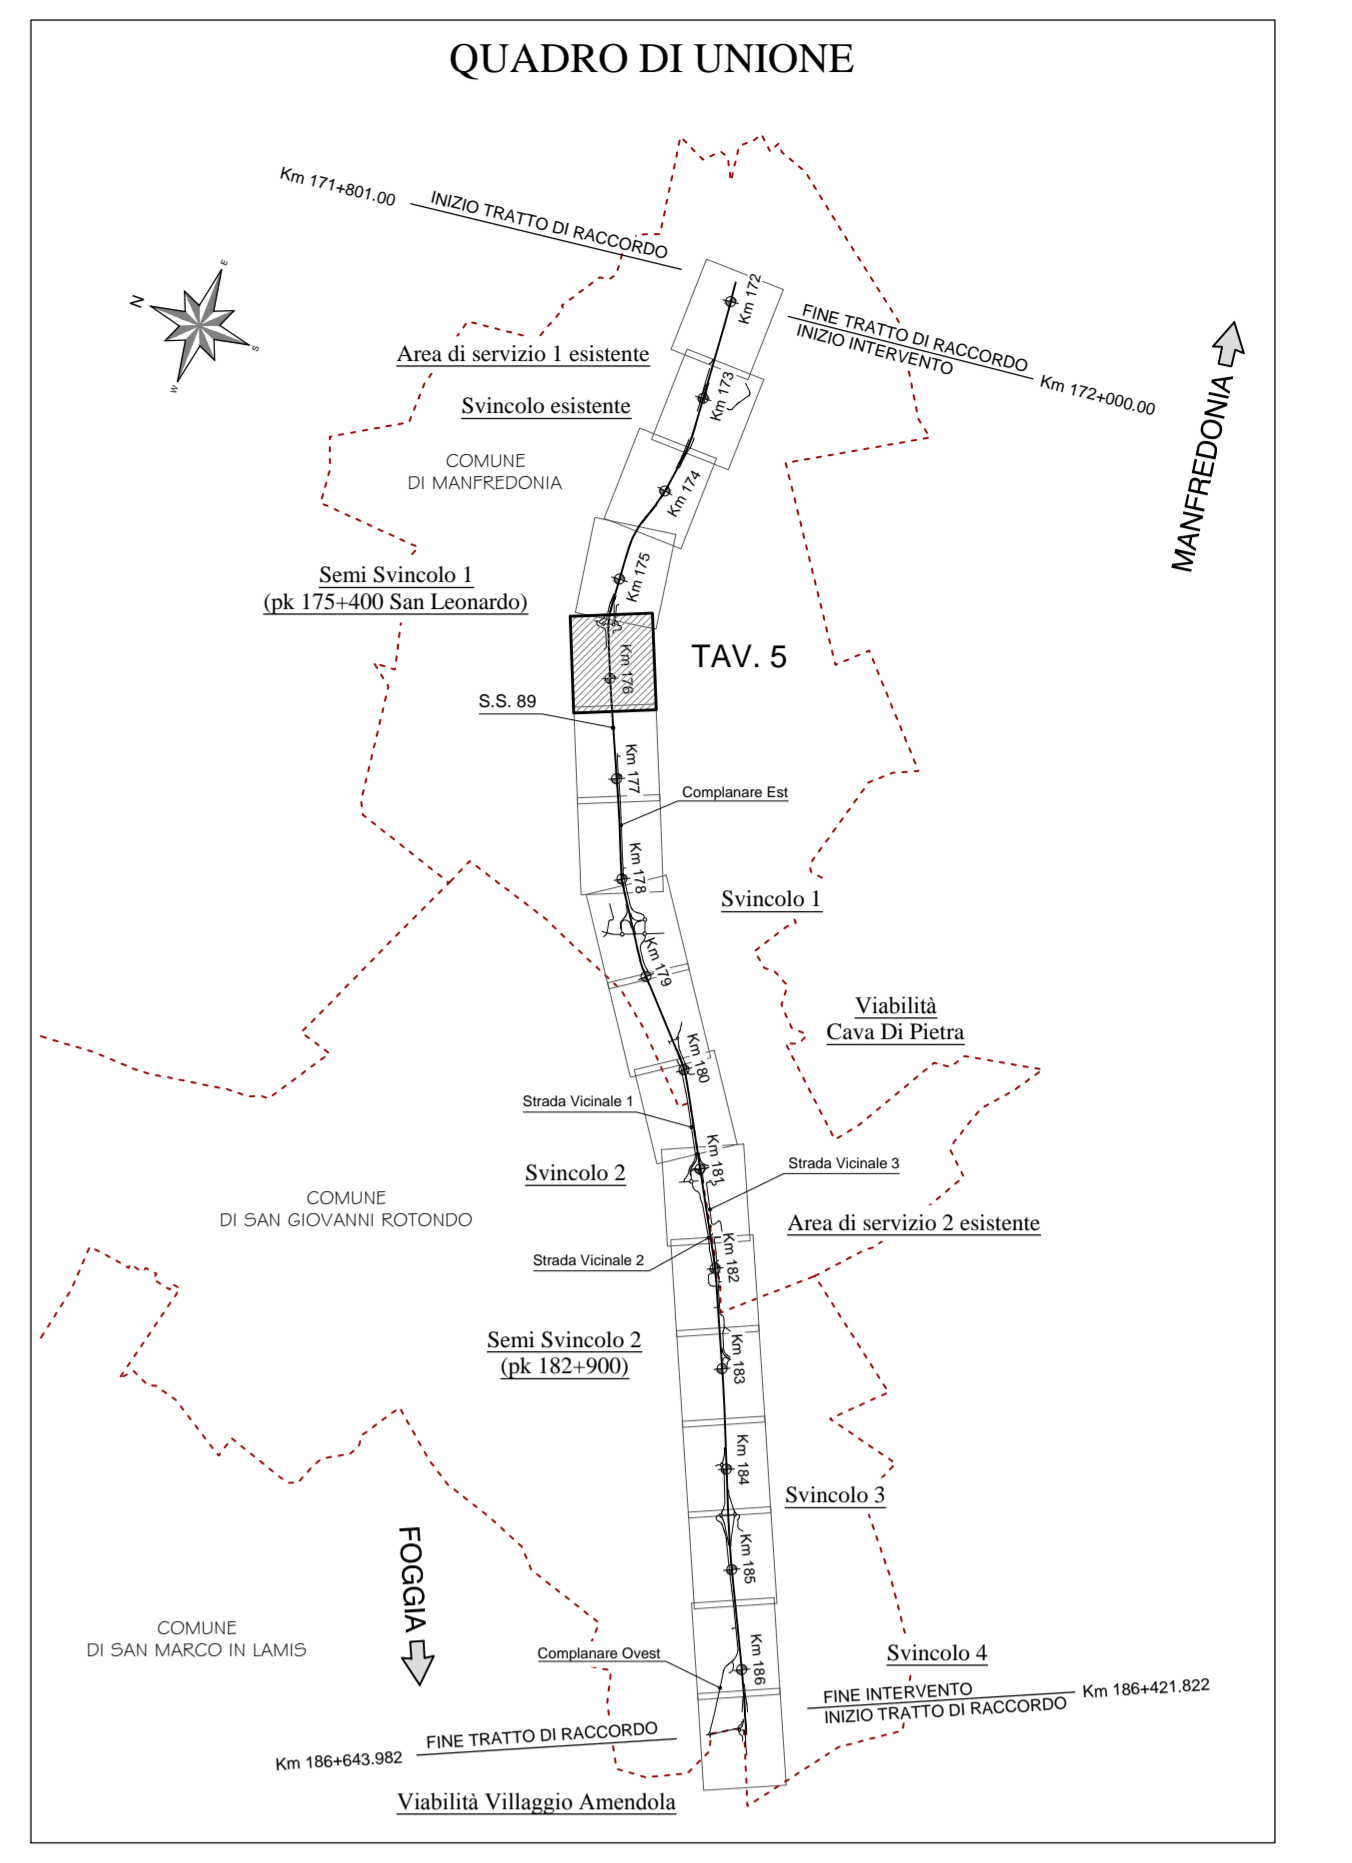 QUADRO DI UNIONE
Km 171+801.00
INIZIO TRATTO DI RACCORDO
N
E
S
W
Km 172
FINE TRATTO DI RACCORDO
INIZIO INTERVENTO
Km 172+000.00
MANFREDONIA
Area di servizio 1 esistente
Km 173
Svincolo esistente
COMUNE
DI MANFREDONIA
Km 174
Semi Svincolo 1
(pk 175+400 San Leonardo)
Km 175
TAV. 5
Km 176
S.S. 89
Km 177
Complanare Est
Km 178
Svincolo 1
Km 179
Viabilità
Cava Di Pietra
Km 180
Strada Vicinale 1
Km 181
Strada Vicinale 3
Svincolo 2
COMUNE
DI SAN GIOVANNI ROTONDO
Area di servizio 2 esistente
Strada Vicinale 2
Km 182
Semi Svincolo 2
(pk 182+900)
Km 183
Km 184
Svincolo 3
FOGGIA
Km 185
COMUNE
DI SAN MARCO IN LAMIS
Complanare Ovest
Km 186
Svincolo 4
FINE INTERVENTO
INIZIO TRATTO DI RACCORDO
Km 186+421.822
FINE TRATTO DI RACCORDO
Km 186+643.982
Viabilità Villaggio Amendola